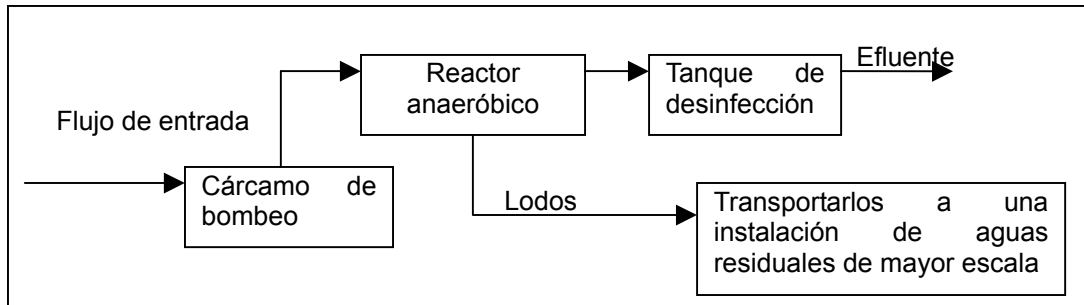 Flujo de entrada
Cárcamo de
bombeo
Reactor
anaeróbico
Tanque de
desinfección
Efluente
Lodos
Transportarlos a una
instalación de aguas
residuales de mayor escala